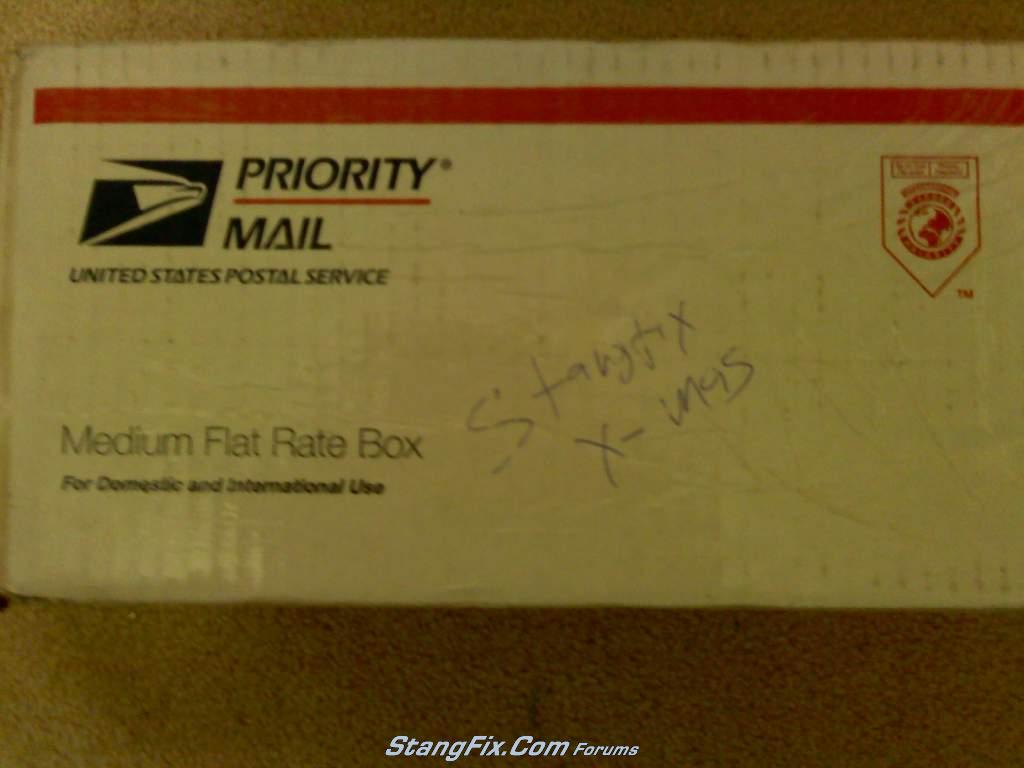 PRIORITY®
MAIL
UNITED STATES POSTAL SERVICE
TM
Stangfix
X-mas
Medium Flat Rate Box
For Domestic and International Use
StangFix.Com Forums